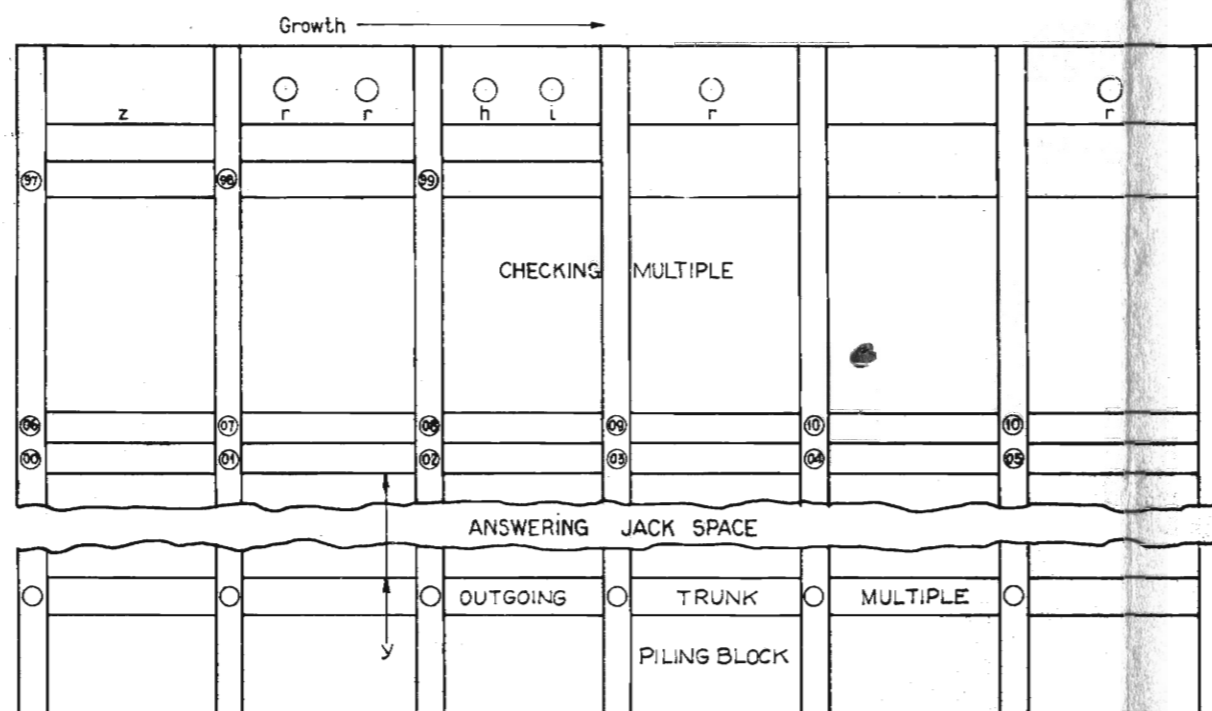 Growth
z r r h i r r
97 98 99
CHECKING MULTIPLE
06 07 08 09 10 10
00 01 02 03 04 05
ANSWERING JACK SPACE
OUTGOING TRUNK MULTIPLE
y
PILING BLOCK